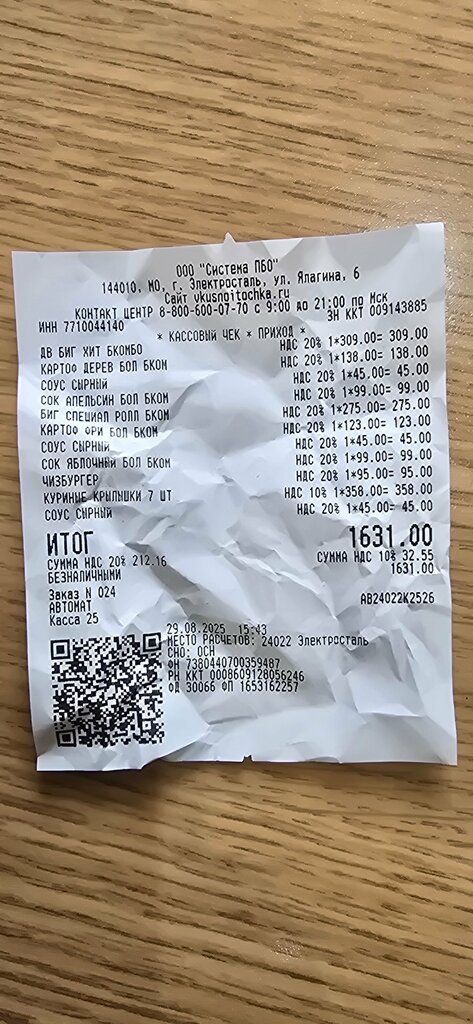 ООО "Система ПБО"
144010, МО, г. Электросталь, ул. Ялагина, 6
Сайт vkusnoitochka.ru
КОНТАКТ ЦЕНТР 8-800-600-07-70 с 9:00 до 21:00 по Мск
ИНН 7710044140 ЗН ККТ 009143885
* КАССОВЫЙ ЧЕК * ПРИХОД *
ДВ БИГ ХИТ БКОМБО НДС 20% 1*309.00= 309.00
КАРТОФ ДЕРЕВ БОЛ БКОМ НДС 20% 1*138.00= 138.00
СОУС СЫРНЫЙ НДС 20% 1*45.00= 45.00
СОК АПЕЛЬСИН БОЛ БКОМ НДС 20% 1*99.00= 99.00
БИГ СПЕШИАЛ РОЛЛ БКОМ НДС 20% 1*275.00= 275.00
КАРТОФ ФРИ БОЛ БКОМ НДС 20% 1*123.00= 123.00
СОУС СЫРНЫЙ НДС 20% 1*45.00= 45.00
СОК ЯБЛОЧНЫЙ БОЛ БКОМ НДС 20% 1*99.00= 99.00
ЧИЗБУРГЕР НДС 20% 1*95.00= 95.00
КУРИНЫЕ КРЫЛЫШКИ 7 ШТ НДС 10% 1*358.00= 358.00
СОУС СЫРНЫЙ НДС 20% 1*45.00= 45.00
ИТОГ 1631.00
СУММА НДС 20% 212.16 СУММА НДС 10% 32.55
БЕЗНАЛИЧНЫМИ 1631.00
Заказ N 024
АВТОМАТ АВ24022К2526
Касса 25
29.08.2025 15:43
МЕСТО РАСЧЕТОВ: 24022 Электросталь
СНО: ОСН
ФН 7380440700359487
РН ККТ 0008609128056246
ФД 30066 ФП 1653162257